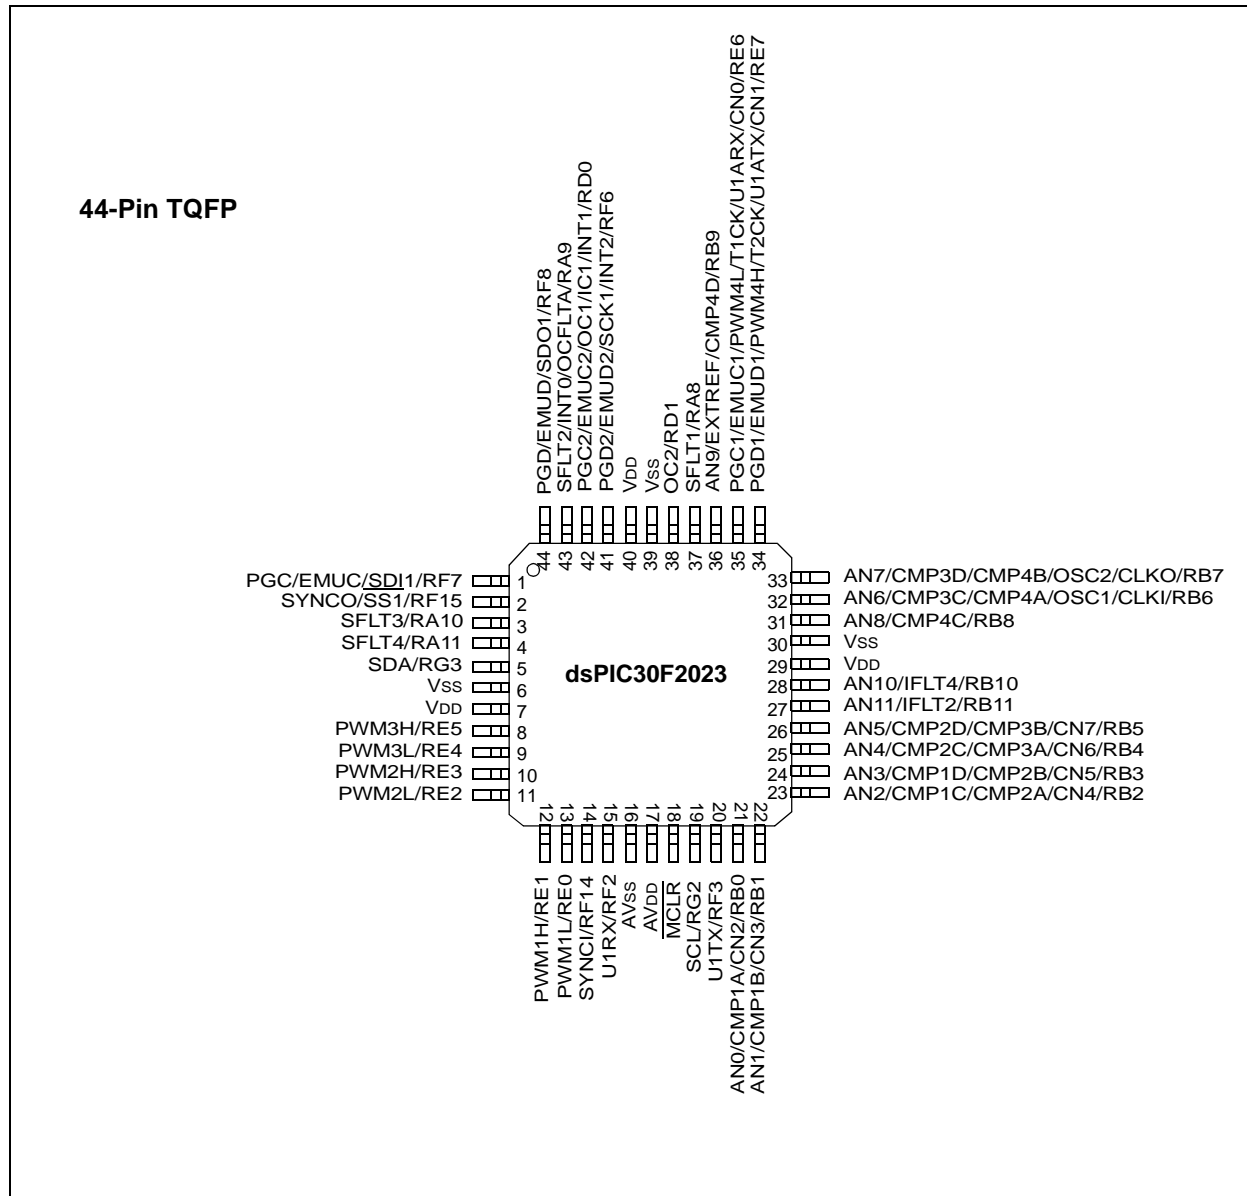 44-Pin TQFP
PGD/EMUD/SDO1/RF8
SFLT2/INT0/OCFLTA/RA9
PGC2/EMUC2/OC1/IC1/INT1/RD0
PGD2/EMUD2/SCK1/INT2/RF6
VDD
VSS
OC2/RD1
SFLT1/RA8
AN9/EXTREF/CMP4D/RB9
PGC1/EMUC1/PWM4L/T1CK/U1ARX/CN0/RE6
PGD1/EMUD1/PWM4H/T2CK/U1ATX/CN1/RE7
44 43 42 41 40 39 38 37 36 35 34
PGC/EMUC/SDI1/RF7 1
SYNCO/SS1/RF15 2
SFLT3/RA10 3
SFLT4/RA11 4
SDA/RG3 5
VSS 6
VDD 7
PWM3H/RE5 8
PWM3L/RE4 9
PWM2H/RE3 10
PWM2L/RE2 11
dsPIC30F2023
33 AN7/CMP3D/CMP4B/OSC2/CLKO/RB7
32 AN6/CMP3C/CMP4A/OSC1/CLKI/RB6
31 AN8/CMP4C/RB8
30 VSS
29 VDD
28 AN10/IFLT4/RB10
27 AN11/IFLT2/RB11
26 AN5/CMP2D/CMP3B/CN7/RB5
25 AN4/CMP2C/CMP3A/CN6/RB4
24 AN3/CMP1D/CMP2B/CN5/RB3
23 AN2/CMP1C/CMP2A/CN4/RB2
12 13 14 15 16 17 18 19 20 21 22
PWM1H/RE1
PWM1L/RE0
SYNCI/RF14
U1RX/RF2
AVSS
AVDD
MCLR
SCL/RG2
U1TX/RF3
AN0/CMP1A/CN2/RB0
AN1/CMP1B/CN3/RB1